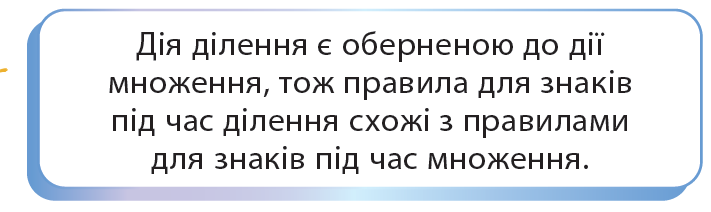 Дія ділення є оберненою до дії
множення, тож правила для знаків
під час ділення схожі з правилами
для знаків під час множення.